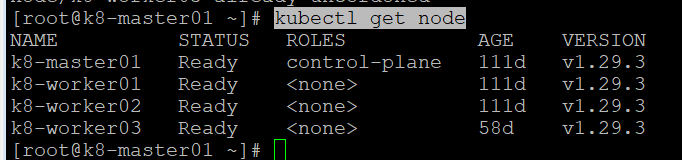 [root@k8-master01 ~]# kubectl get node
NAME STATUS ROLES AGE VERSION
k8-master01 Ready control-plane 111d v1.29.3
k8-worker01 Ready <none> 111d v1.29.3
k8-worker02 Ready <none> 111d v1.29.3
k8-worker03 Ready <none> 58d v1.29.3
[root@k8-master01 ~]#